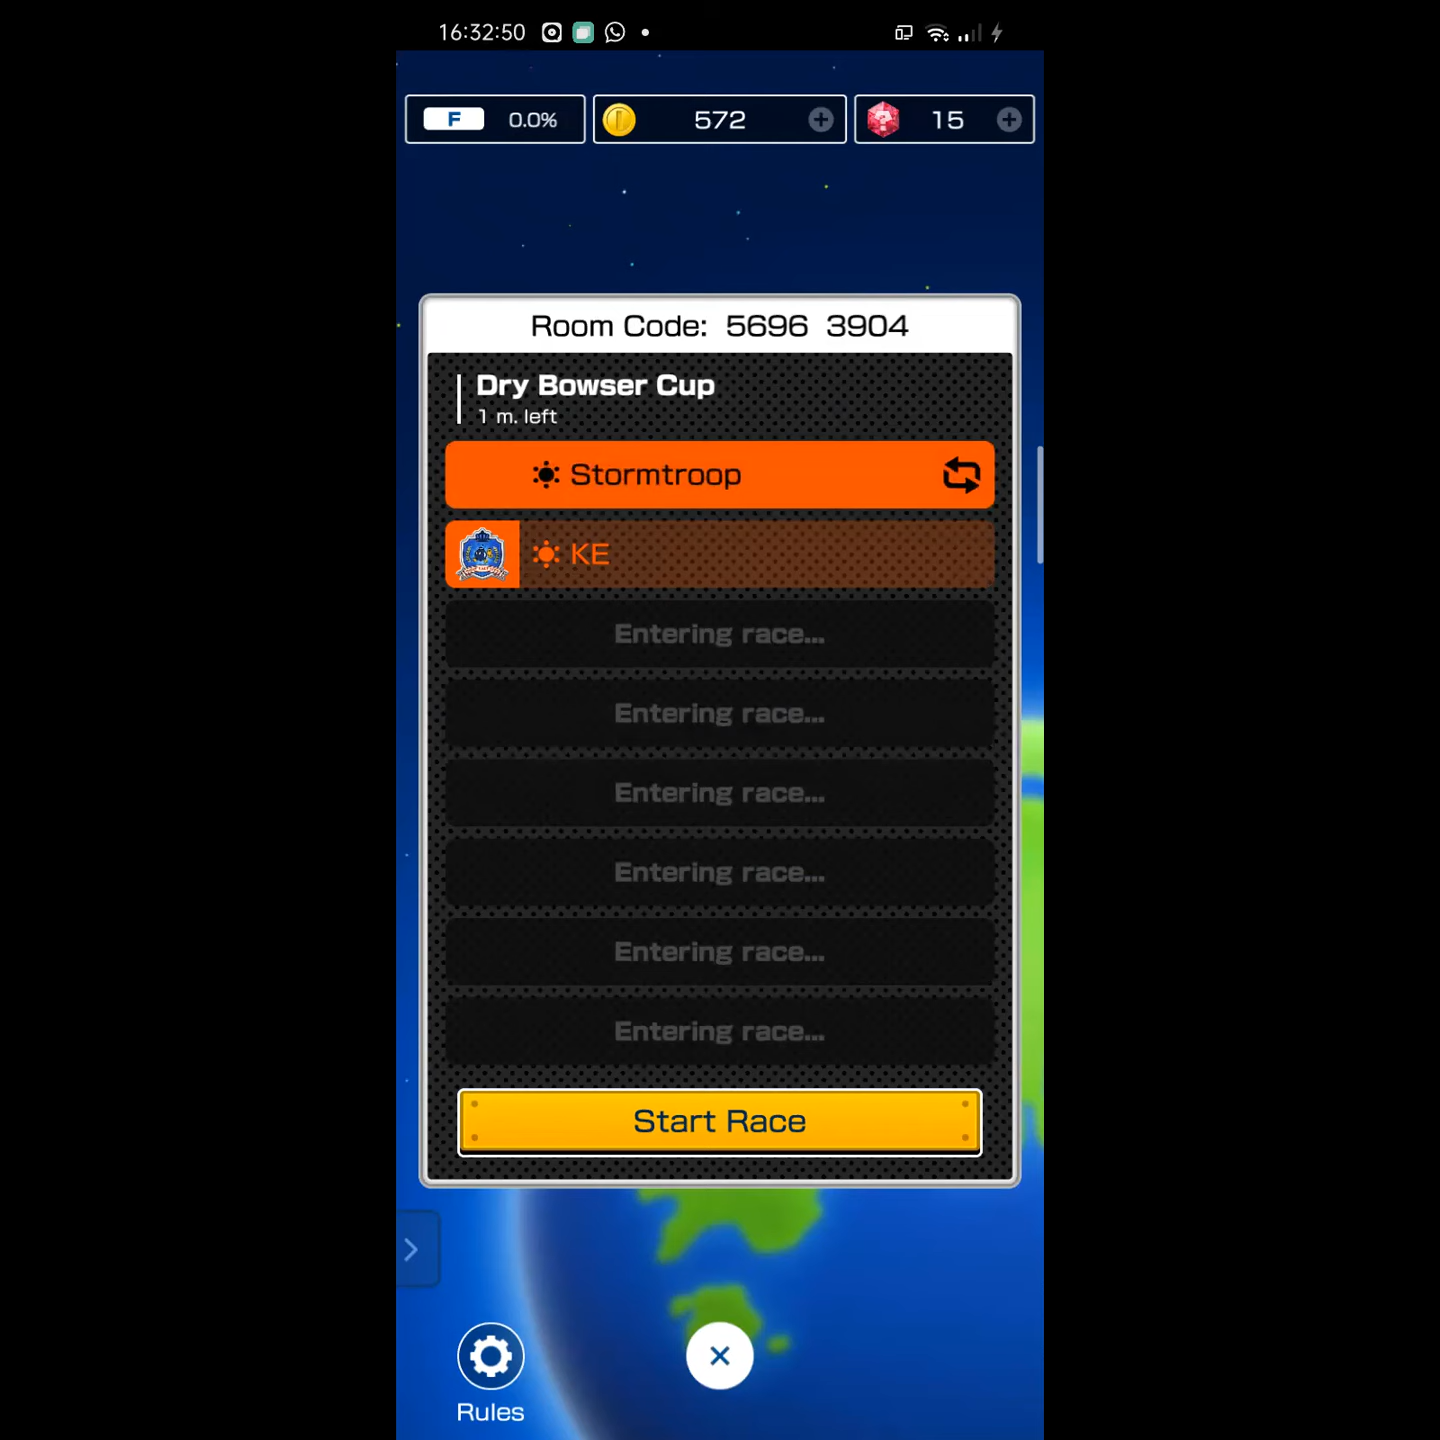 16:32:50
F 0.0% 572 15
Room Code: 5696 3904
Dry Bowser Cup
1 m. left
Stormtroop
KE
Entering race...
Entering race...
Entering race...
Entering race...
Entering race...
Entering race...
Start Race
Rules